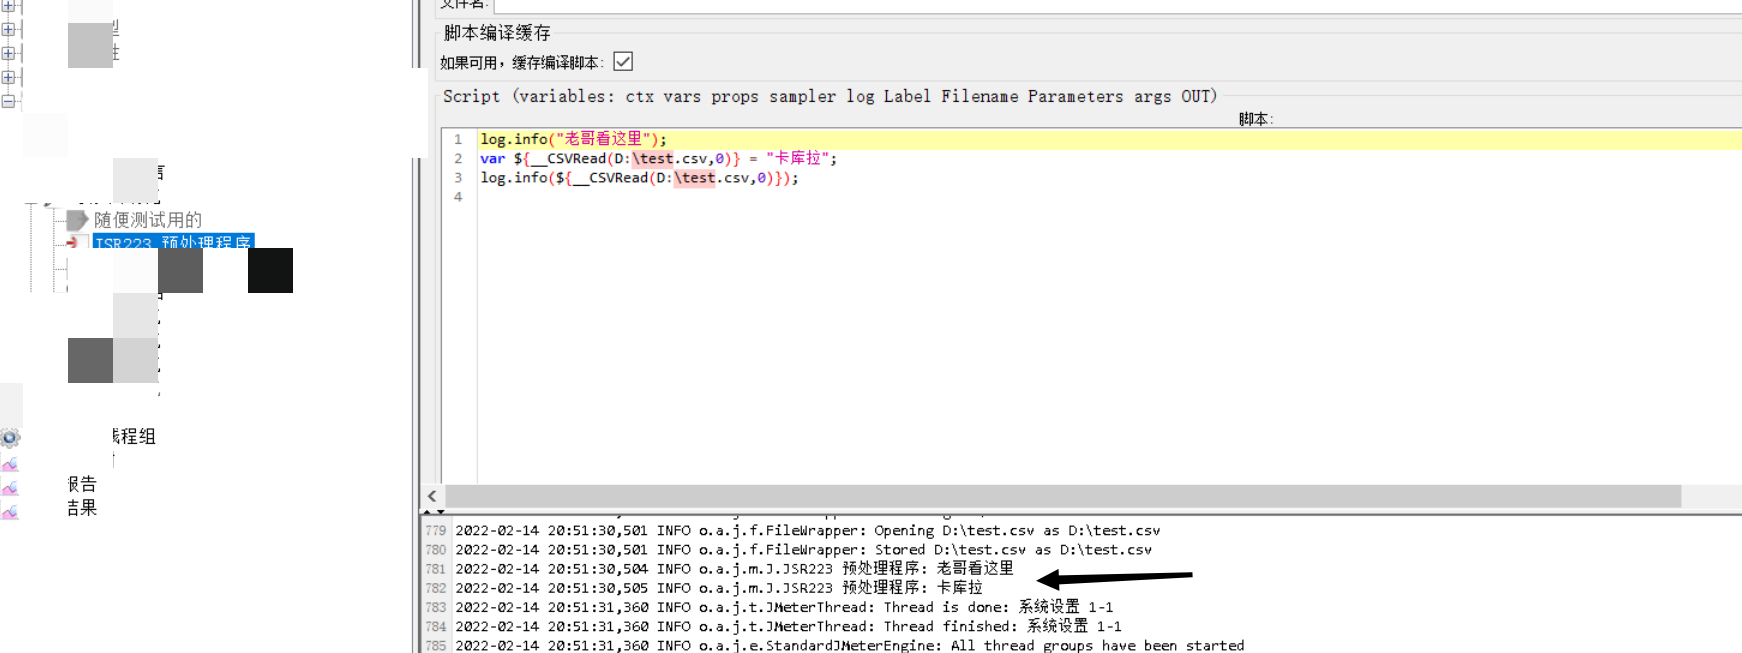 文件名:
脚本编译缓存
如果可用，缓存编译脚本:
Script (variables: ctx vars props sampler log Label Filename Parameters args OUT)
脚本:
1 log.info("老哥看这里");
2 var ${__CSVRead(D:\test.csv,0)} = "卡库拉";
3 log.info(${__CSVRead(D:\test.csv,0)});
4
随便测试用的
JSR223 预处理程序
线程组
报告
结果
779 2022-02-14 20:51:30,501 INFO o.a.j.f.FileWrapper: Opening D:\test.csv as D:\test.csv
780 2022-02-14 20:51:30,501 INFO o.a.j.f.FileWrapper: Stored D:\test.csv as D:\test.csv
781 2022-02-14 20:51:30,504 INFO o.a.j.m.J.JSR223 预处理程序: 老哥看这里
782 2022-02-14 20:51:30,505 INFO o.a.j.m.J.JSR223 预处理程序: 卡库拉
783 2022-02-14 20:51:31,360 INFO o.a.j.t.JMeterThread: Thread is done: 系统设置 1-1
784 2022-02-14 20:51:31,360 INFO o.a.j.t.JMeterThread: Thread finished: 系统设置 1-1
785 2022-02-14 20:51:31,360 INFO o.a.j.e.StandardJMeterEngine: All thread groups have been started